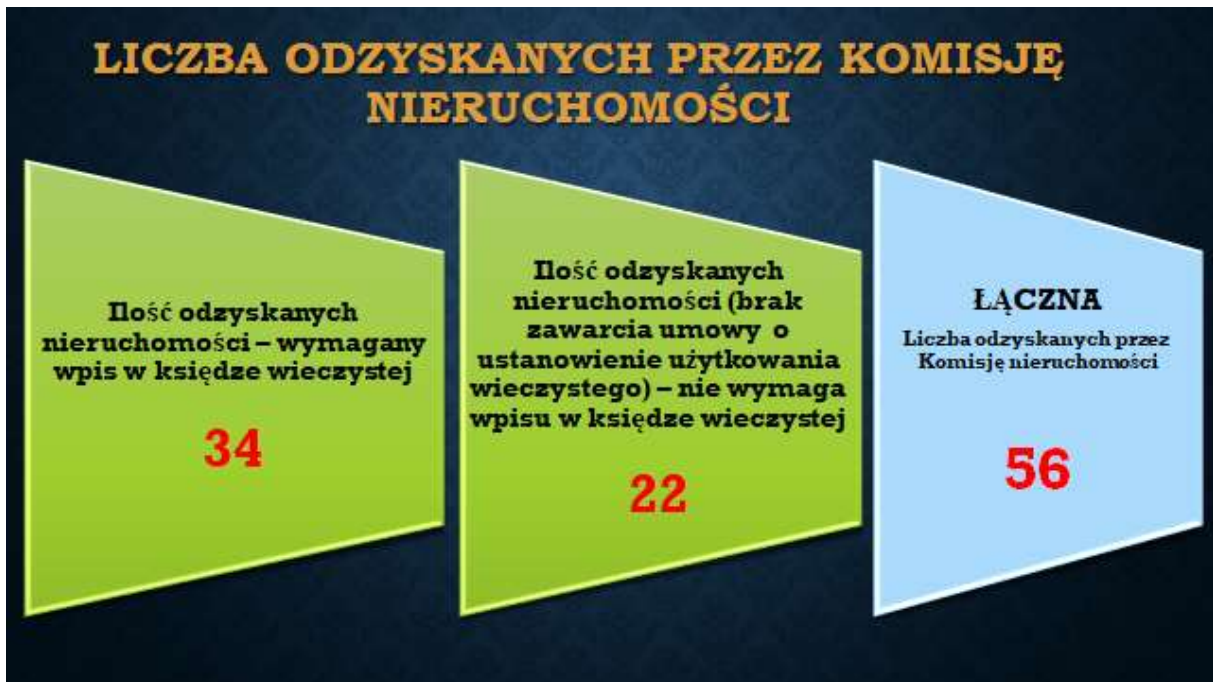 LICZBA ODZYSKANYCH PRZEZ KOMISJĘ
NIERUCHOMOŚCI
Ilość odzyskanych
nieruchomości – wymagany
wpis w księdze wieczystej
34
Ilość odzyskanych
nieruchomości (brak
zawarcia umowy o
ustanowienie użytkowania
wieczystego) – nie wymaga
wpisu w księdze wieczystej
22
ŁĄCZNA
Liczba odzyskanych przez
Komisję nieruchomości
56